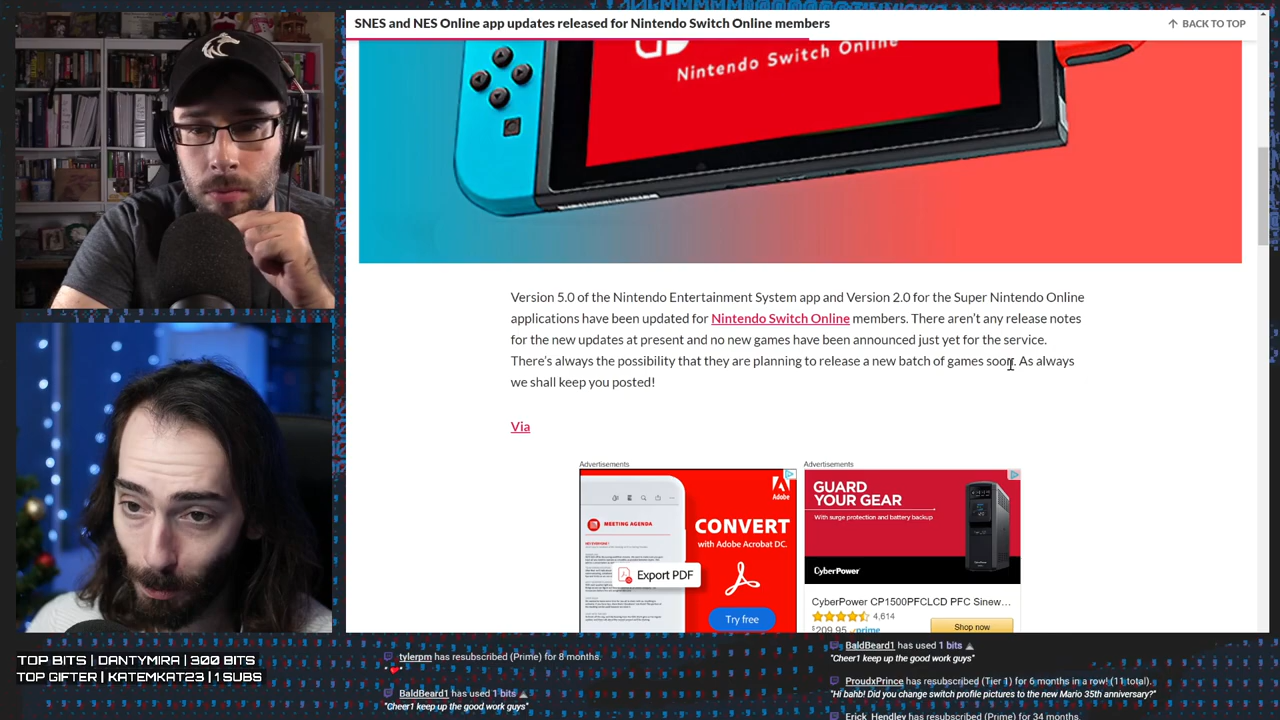 SNES and NES Online app updates released for Nintendo Switch Online members
BACK TO TOP
Nintendo Switch Online
Version 5.0 of the Nintendo Entertainment System app and Version 2.0 for the Super Nintendo Online
applications have been updated for Nintendo Switch Online members. There aren't any release notes
for the new updates at present and no new games have been announced just yet for the service.
There's always the possibility that they are planning to release a new batch of games soon. As always
we shall keep you posted!
Via
Advertisements
MEETING AGENDA
Export PDF
Adobe
CONVERT
with Adobe Acrobat DC.
Try free
Advertisements
GUARD
YOUR GEAR
With surge protection and battery backup
CyberPower
CyberPower CP1500PFCLCD PFC Sinew...
4,614
$209.95 prime
Shop now
TOP BITS | DANTYMIRA | 300 BITS
TOP GIFTER | KATEMKAT23 | 1 SUBS
tylerpm has resubscribed (Prime) for 8 months.
BaldBeard1 has used 1 bits
"Cheer1 keep up the good work guys"
BaldBeard1 has used 1 bits
"Cheer1 keep up the good work guys"
ProudxPrince has resubscribed (Tier 1) for 6 months in a row! (11 total).
"Hi bahb! Did you change switch profile pictures to the new Mario 35th anniversary?"
Erick_Hendley has resubscribed (Prime) for 34 months.